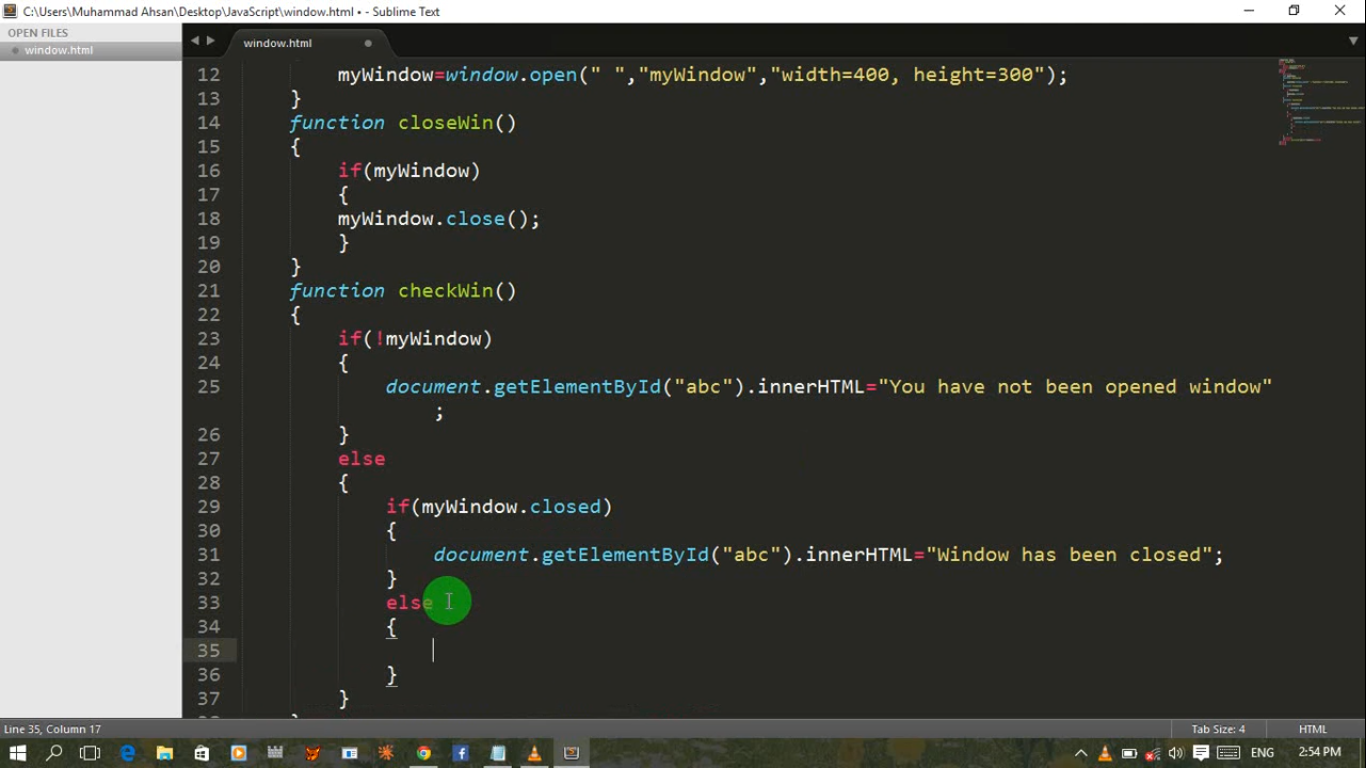 C:\Users\Muhammad Ahsan\Desktop\JavaScript\window.html • - Sublime Text
OPEN FILES
window.html
window.html
12 myWindow=window.open(" ","myWindow","width=400, height=300");
13 }
14 function closeWin()
15 {
16 if(myWindow)
17 {
18 myWindow.close();
19 }
20 }
21 function checkWin()
22 {
23 if(!myWindow)
24 {
25 document.getElementById("abc").innerHTML="You have not been opened window"
;
26 }
27 else
28 {
29 if(myWindow.closed)
30 {
31 document.getElementById("abc").innerHTML="Window has been closed";
32 }
33 else
34 {
35
36 }
37 }
Line 35, Column 17
Tab Size: 4
HTML
ENG
2:54 PM